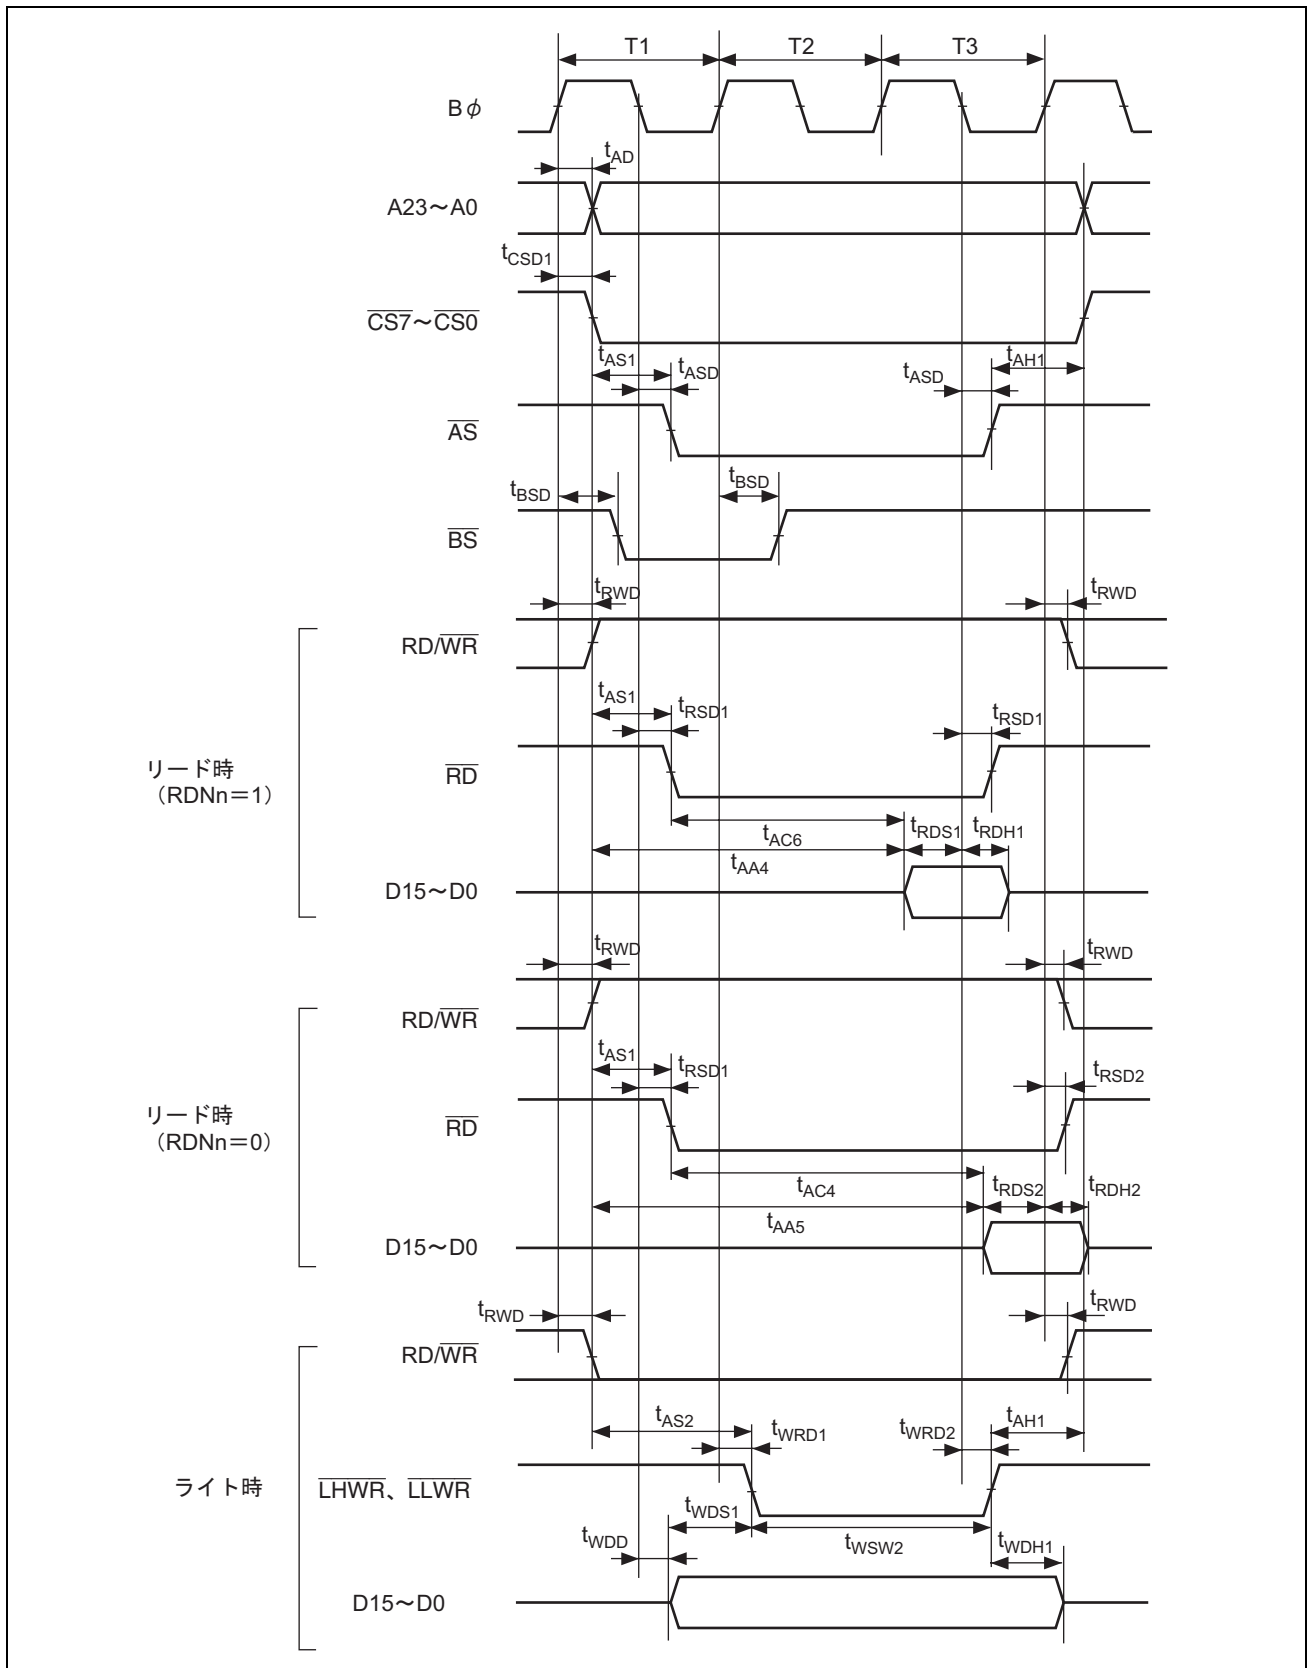 T1 T2 T3
Bφ
tAD
A23～A0
tCSD1
CS7～CS0
tAS1 tASD tASD tAH1
AS
tBSD tBSD
BS
tRWD tRWD
RD/WR
tAS1 tRSD1 tRSD1
リード時
（RDNn＝1）
RD
tAC6 tRDS1 tRDH1
tAA4
D15～D0
tRWD tRWD
RD/WR
tAS1 tRSD1 tRSD2
リード時
（RDNn＝0）
RD
tAC4 tRDS2 tRDH2
tAA5
D15～D0
tRWD tRWD
RD/WR
tAS2 tWRD1 tWRD2 tAH1
ライト時
LHWR、LLWR
tWDS1
tWDD tWSW2 tWDH1
D15～D0